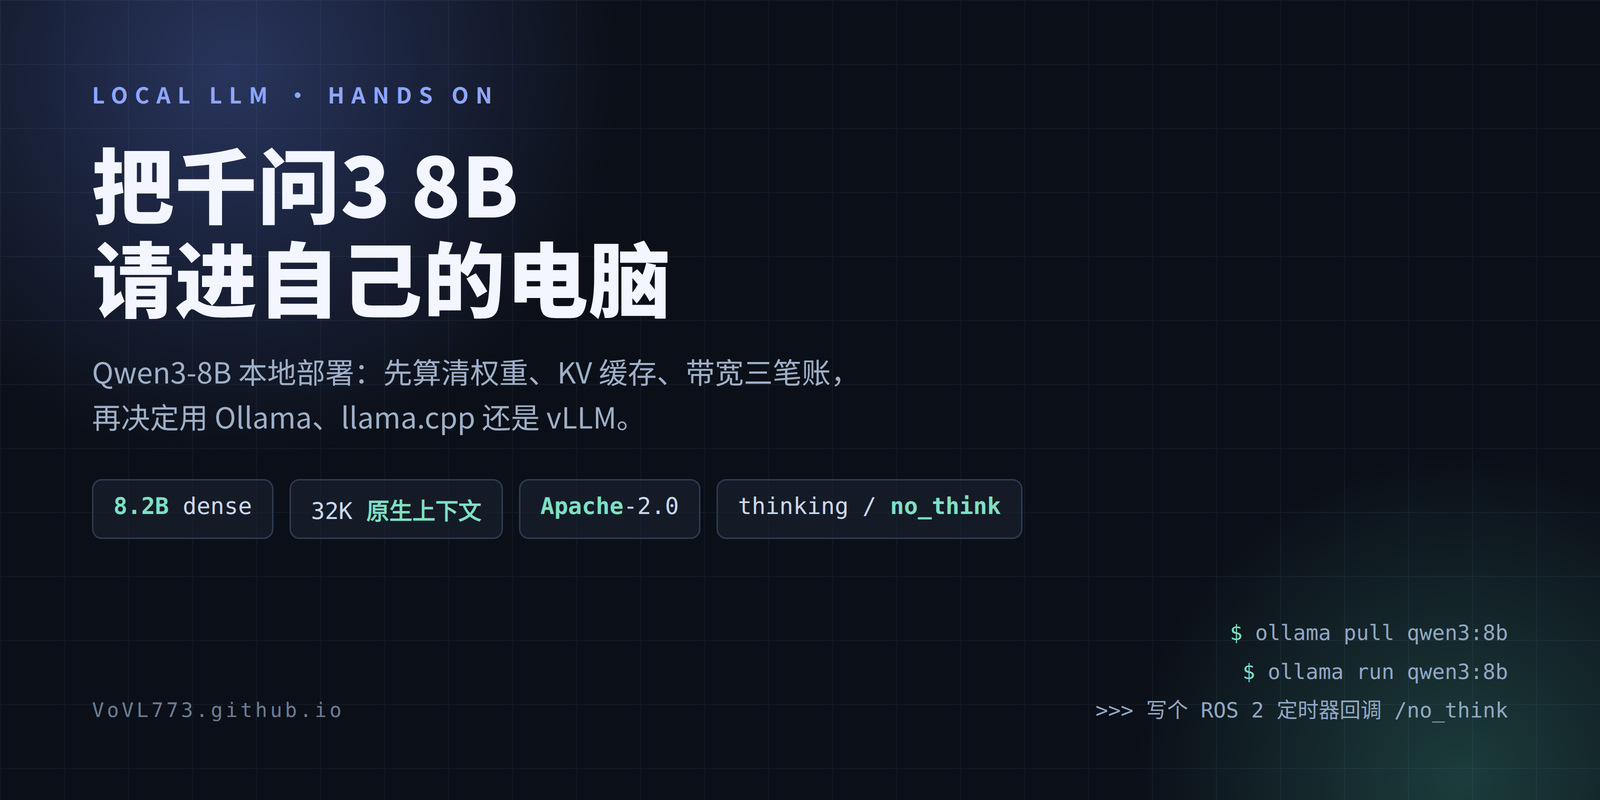 LOCAL LLM · HANDS ON
把千问3 8B
请进自己的电脑
Qwen3-8B 本地部署：先算清权重、KV 缓存、带宽三笔账，
再决定用 Ollama、llama.cpp 还是 vLLM。
8.2B dense
32K 原生上下文
Apache-2.0
thinking / no_think
$ ollama pull qwen3:8b
$ ollama run qwen3:8b
>>> 写个 ROS 2 定时器回调 /no_think
VoVL773.github.io